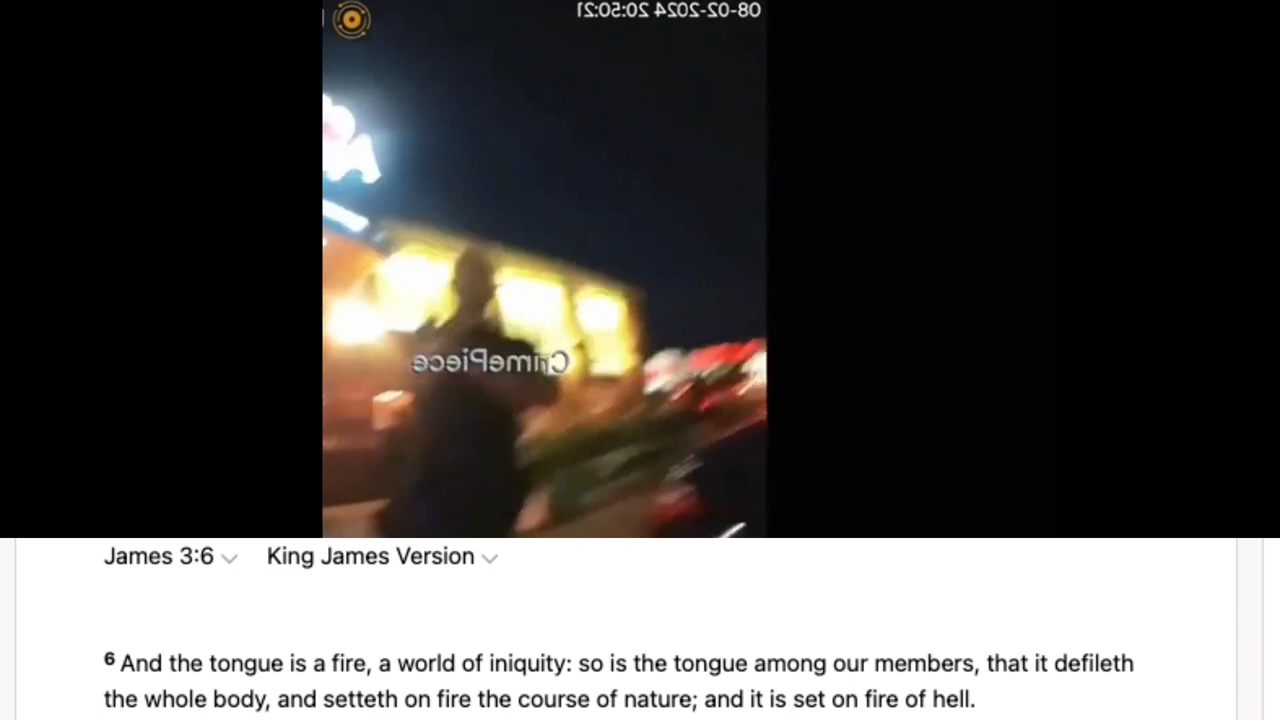 08-02-2024 20:50:21
CrimePiece
James 3:6 King James Version
6 And the tongue is a fire, a world of iniquity: so is the tongue among our members, that it defileth
the whole body, and setteth on fire the course of nature; and it is set on fire of hell.